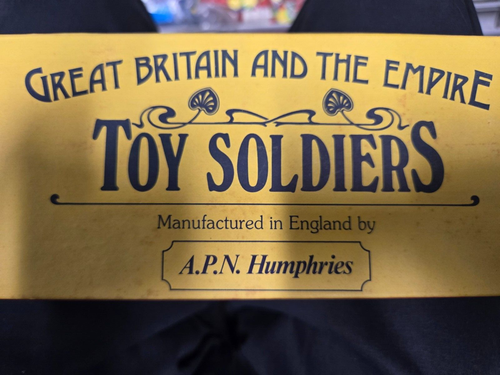 GREAT BRITAIN AND THE EMPIRE
TOY SOLDIERS
Manufactured in England by
A.P.N. Humphries